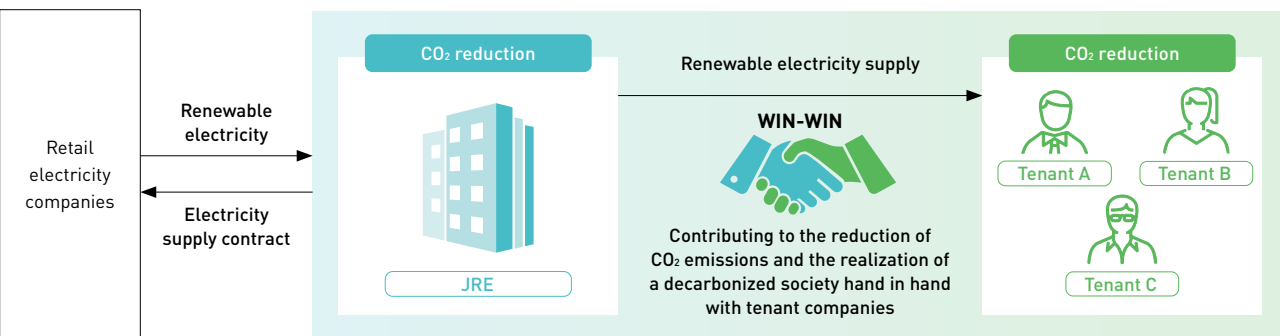 Retail
electricity
companies
Renewable
electricity
Electricity
supply contract
CO₂ reduction
JRE
Renewable electricity supply
WIN-WIN
Contributing to the reduction of
CO₂ emissions and the realization of
a decarbonized society hand in hand
with tenant companies
CO₂ reduction
Tenant A
Tenant B
Tenant C